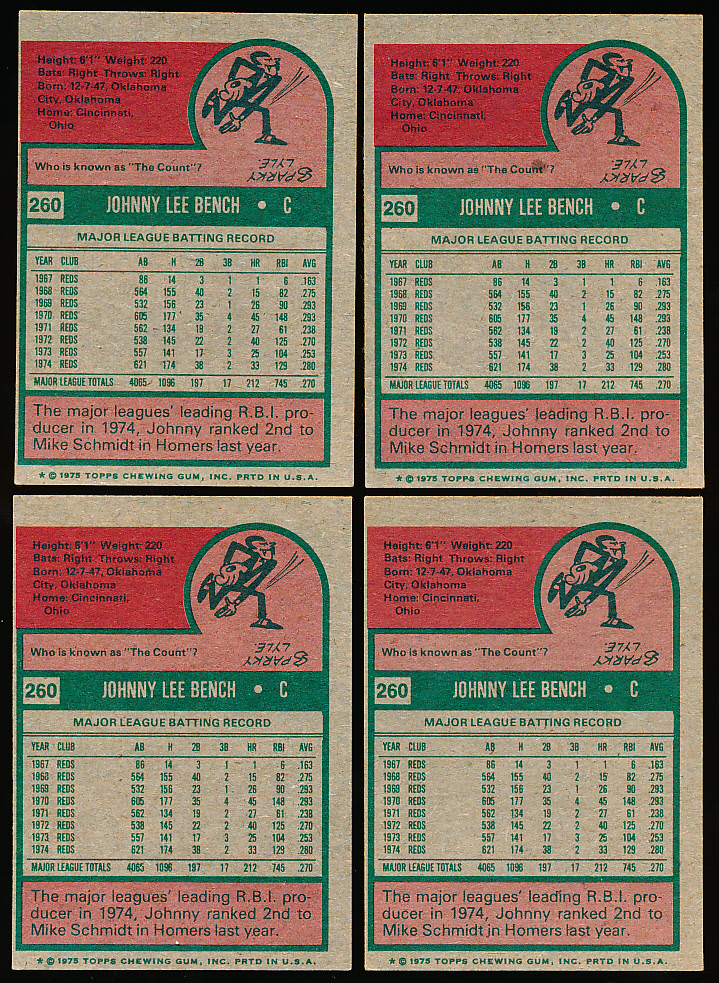 Height: 6'1" Weight: 220
Bats: Right Throws: Right
Born: 12-7-47, Oklahoma
City, Oklahoma
Home: Cincinnati,
Ohio
Who is known as "The Count"?
SPARKY
LYLE.
260 JOHNNY LEE BENCH • C
MAJOR LEAGUE BATTING RECORD
YEAR CLUB AB H 2B 3B HR RBI AVG
1967 REDS 86 14 3 1 1 6 .163
1968 REDS 564 155 40 2 15 82 .275
1969 REDS 532 156 23 1 26 90 .293
1970 REDS 605 177 35 4 45 148 .293
1971 REDS 562 134 19 2 27 61 .238
1972 REDS 538 145 22 2 40 125 .270
1973 REDS 557 141 17 3 25 104 .253
1974 REDS 621 174 38 2 33 129 .280
MAJOR LEAGUE TOTALS 4065 1096 197 17 212 745 .270
The major leagues' leading R.B.I. pro-
ducer in 1974, Johnny ranked 2nd to
Mike Schmidt in Homers last year.
* © 1975 TOPPS CHEWING GUM, INC. PRTD IN U.S.A.
Height: 6'1" Weight: 220
Bats: Right Throws: Right
Born: 12-7-47, Oklahoma
City, Oklahoma
Home: Cincinnati,
Ohio
Who is known as "The Count"?
SPARKY
LYLE.
260 JOHNNY LEE BENCH • C
MAJOR LEAGUE BATTING RECORD
YEAR CLUB AB H 2B 3B HR RBI AVG
1967 REDS 86 14 3 1 1 6 .163
1968 REDS 564 155 40 2 15 82 .275
1969 REDS 532 156 23 1 26 90 .293
1970 REDS 605 177 35 4 45 148 .293
1971 REDS 562 134 19 2 27 61 .238
1972 REDS 538 145 22 2 40 125 .270
1973 REDS 557 141 17 3 25 104 .253
1974 REDS 621 174 38 2 33 129 .280
MAJOR LEAGUE TOTALS 4065 1096 197 17 212 745 .270
The major leagues' leading R.B.I. pro-
ducer in 1974, Johnny ranked 2nd to
Mike Schmidt in Homers last year.
* © 1975 TOPPS CHEWING GUM, INC. PRTD IN U.S.A.
Height: 6'1" Weight: 220
Bats: Right Throws: Right
Born: 12-7-47, Oklahoma
City, Oklahoma
Home: Cincinnati,
Ohio
Who is known as "The Count"?
SPARKY
LYLE.
260 JOHNNY LEE BENCH • C
MAJOR LEAGUE BATTING RECORD
YEAR CLUB AB H 2B 3B HR RBI AVG
1967 REDS 86 14 3 1 1 6 .163
1968 REDS 564 155 40 2 15 82 .275
1969 REDS 532 156 23 1 26 90 .293
1970 REDS 605 177 35 4 45 148 .293
1971 REDS 562 134 19 2 27 61 .238
1972 REDS 538 145 22 2 40 125 .270
1973 REDS 557 141 17 3 25 104 .253
1974 REDS 621 174 38 2 33 129 .280
MAJOR LEAGUE TOTALS 4065 1096 197 17 212 745 .270
The major leagues' leading R.B.I. pro-
ducer in 1974, Johnny ranked 2nd to
Mike Schmidt in Homers last year.
* © 1975 TOPPS CHEWING GUM, INC. PRTD IN U.S.A.
Height: 6'1" Weight: 220
Bats: Right Throws: Right
Born: 12-7-47, Oklahoma
City, Oklahoma
Home: Cincinnati,
Ohio
Who is known as "The Count"?
SPARKY
LYLE.
260 JOHNNY LEE BENCH • C
MAJOR LEAGUE BATTING RECORD
YEAR CLUB AB H 2B 3B HR RBI AVG
1967 REDS 86 14 3 1 1 6 .163
1968 REDS 564 155 40 2 15 82 .275
1969 REDS 532 156 23 1 26 90 .293
1970 REDS 605 177 35 4 45 148 .293
1971 REDS 562 134 19 2 27 61 .238
1972 REDS 538 145 22 2 40 125 .270
1973 REDS 557 141 17 3 25 104 .253
1974 REDS 621 174 38 2 33 129 .280
MAJOR LEAGUE TOTALS 4065 1096 197 17 212 745 .270
The major leagues' leading R.B.I. pro-
ducer in 1974, Johnny ranked 2nd to
Mike Schmidt in Homers last year.
* © 1975 TOPPS CHEWING GUM, INC. PRTD IN U.S.A.